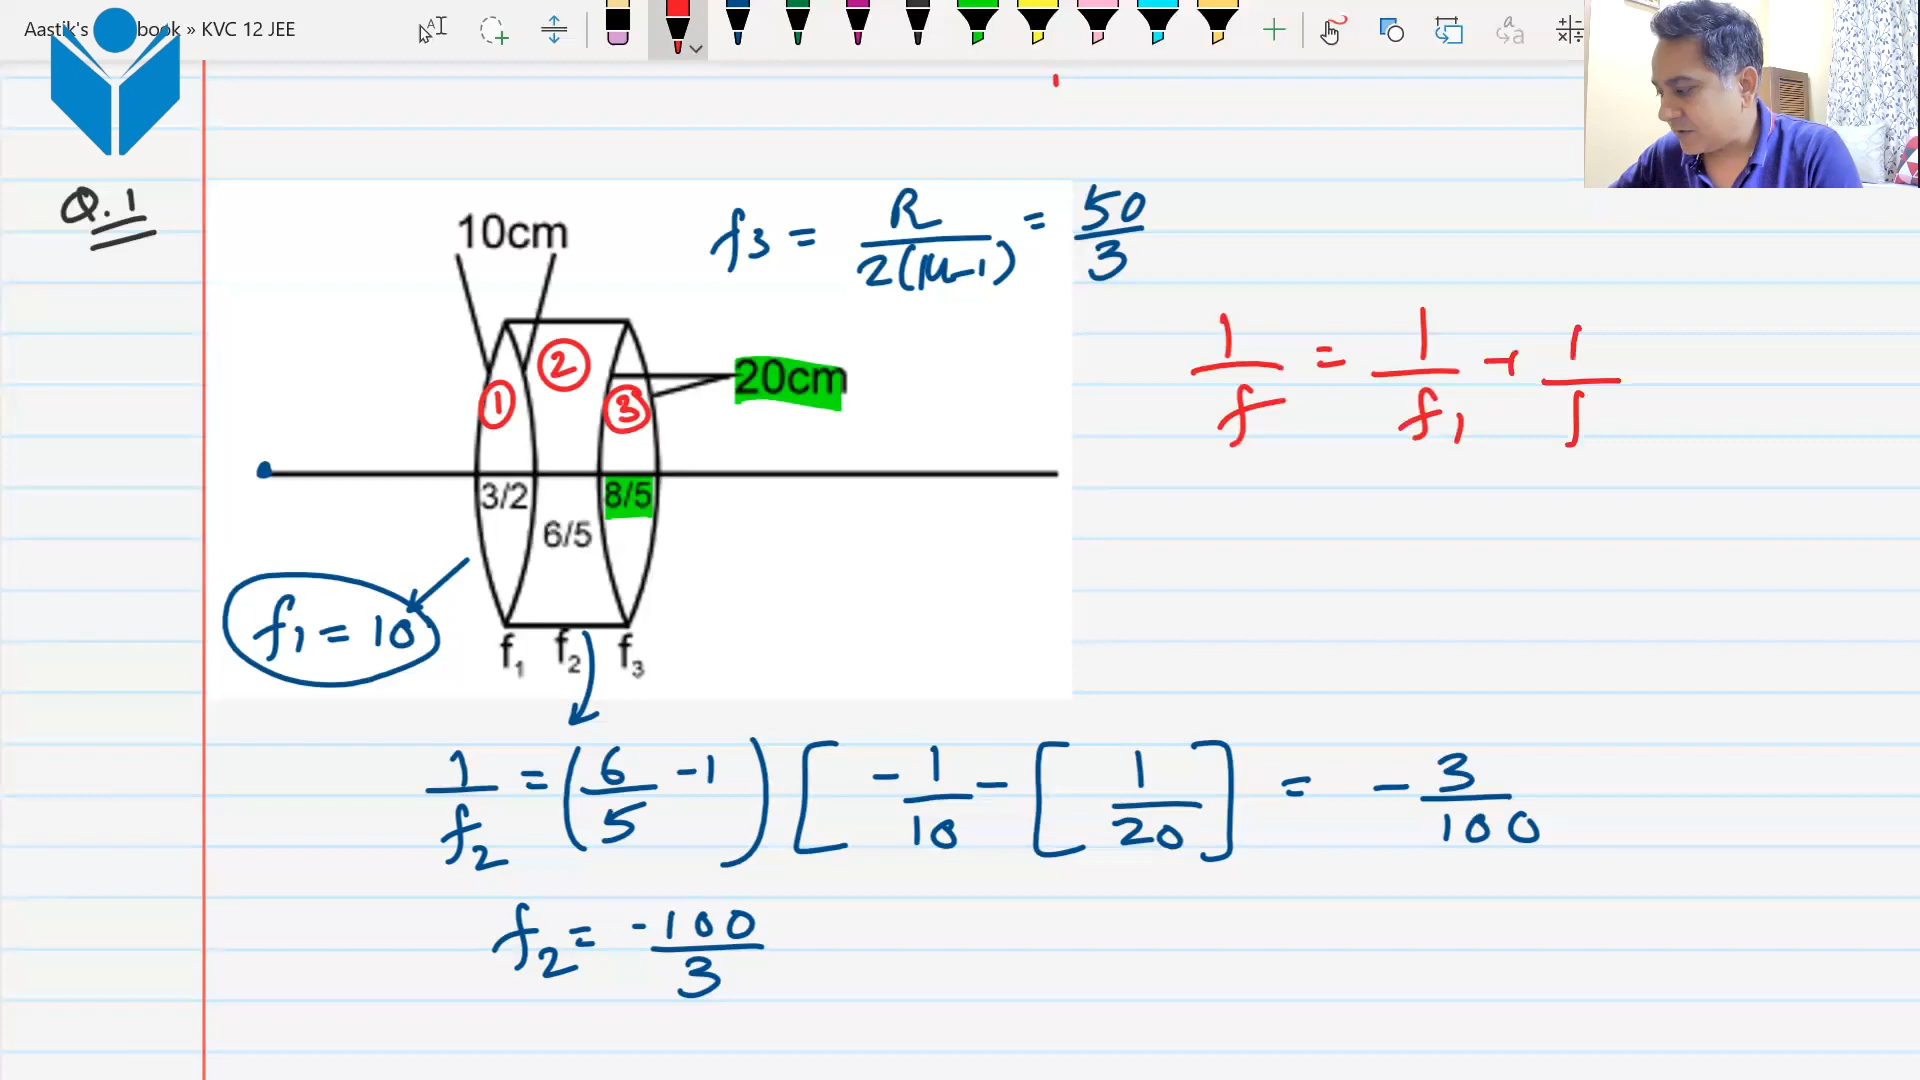 Aastik's book » KVC 12 JEE
Q.1
10cm
f3 = R / 2(μ-1) = 50/3
1/f = 1/f1 + 1/f
2
20cm
1
3
3/2
8/5
6/5
f1 = 10
f1 f2 f3
1/f2 = (6/5 - 1) [ - 1/10 - [ 1/20 ] = - 3/100
f2 = -100/3